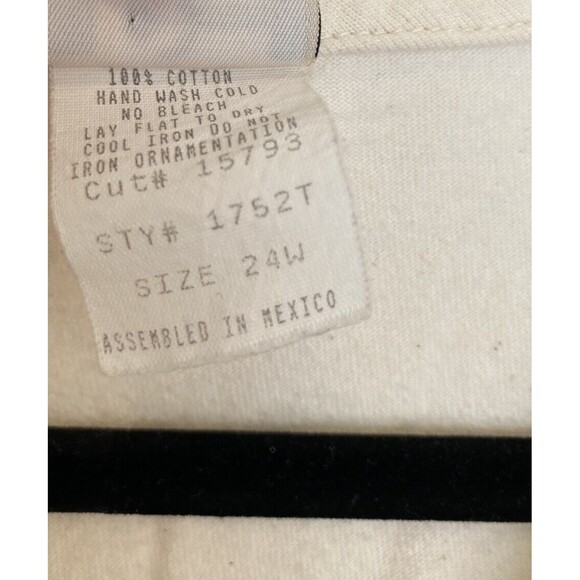 100% COTTON
HAND WASH COLD
NO BLEACH
LAY FLAT TO DRY
COOL IRON DO NOT
IRON ORNAMENTATION
Cut# 15793
STY# 1752T
SIZE 24W
ASSEMBLED IN MEXICO